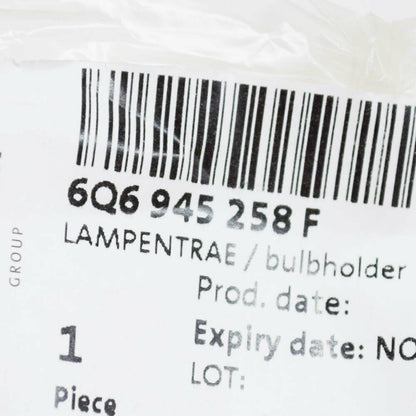 6Q6 945 258 F
LAMPENTRAE / bulbholder
Prod. date:
Expiry date: NO
LOT:
1
Piece
GROUP